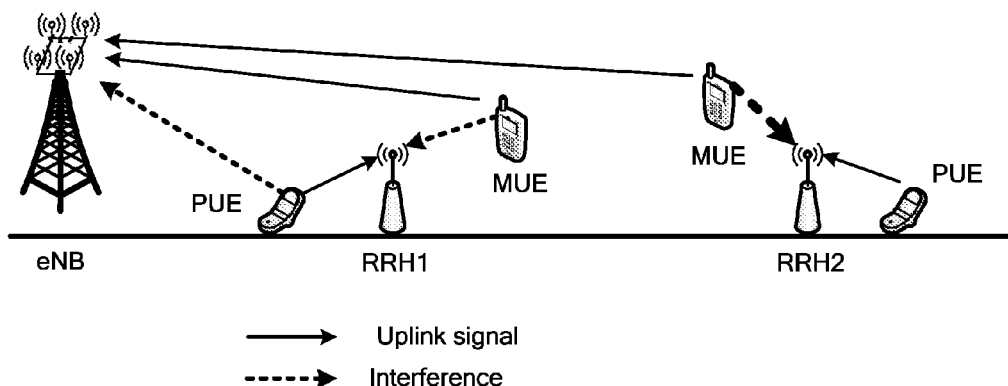 MUE
MUE
PUE
PUE
eNB
RRH1
RRH2
Uplink signal
Interference